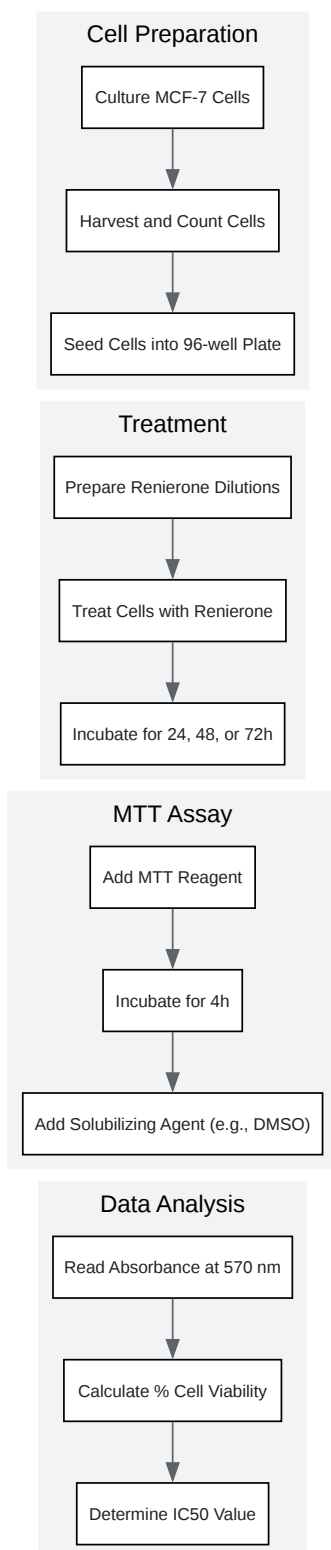 Cell Preparation
Culture MCF-7 Cells
Harvest and Count Cells
Seed Cells into 96-well Plate
Treatment
Prepare Renierone Dilutions
Treat Cells with Renierone
Incubate for 24, 48, or 72h
MTT Assay
Add MTT Reagent
Incubate for 4h
Add Solubilizing Agent (e.g., DMSO)
Data Analysis
Read Absorbance at 570 nm
Calculate % Cell Viability
Determine IC50 Value